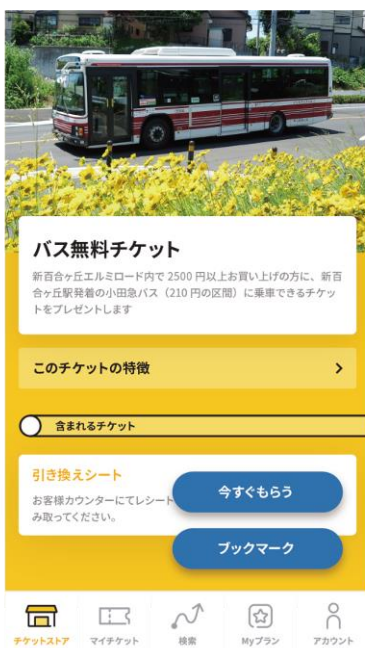 バス無料チケット
新百合ヶ丘エルミロード内で 2500 円以上お買い上げの方に、新百
合ヶ丘駅発着の小田急バス（210 円の区間）に乗車できるチケッ
トをプレゼントします
このチケットの特徴
含まれるチケット
引き換えシート
お客様カウンターにてレシート
み取ってください。
今すぐもらう
ブックマーク
チケットストア マイチケット 検索 Myプラン アカウント